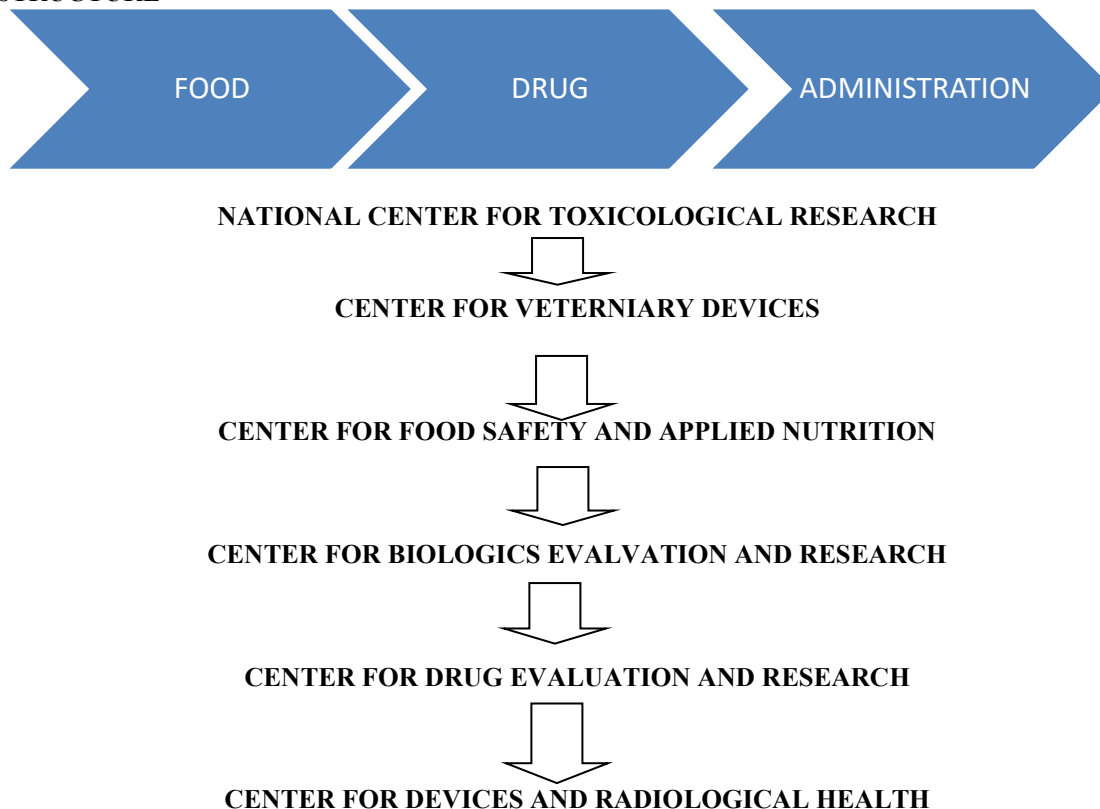 FOOD DRUG ADMINISTRATION
NATIONAL CENTER FOR TOXICOLOGICAL RESEARCH
CENTER FOR VETERNIARY DEVICES
CENTER FOR FOOD SAFETY AND APPLIED NUTRITION
CENTER FOR BIOLOGICS EVALVATION AND RESEARCH
CENTER FOR DRUG EVALUATION AND RESEARCH
CENTER FOR DEVICES AND RADIOLOGICAL HEALTH